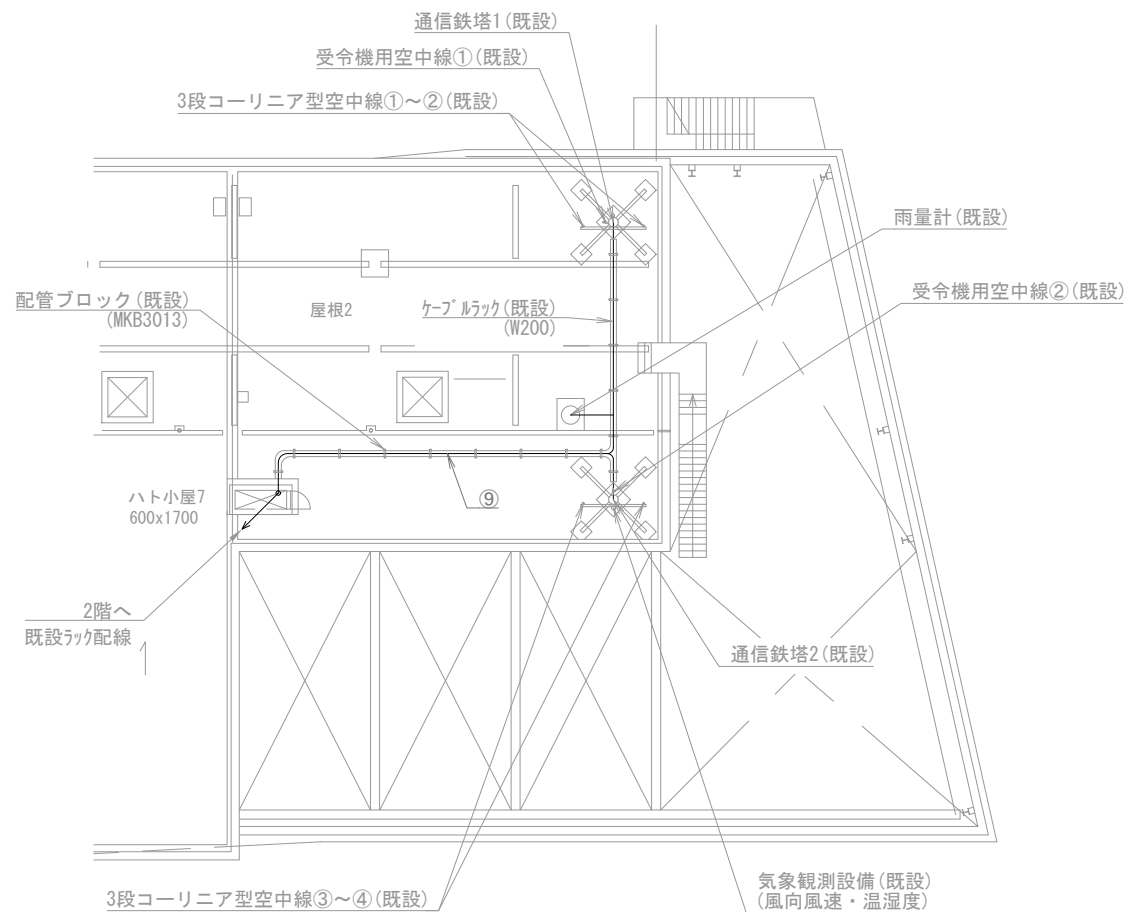 通信鉄塔1(既設)
受令機用空中線①(既設)
3段コーリニア型空中線①～②(既設)
雨量計(既設)
受令機用空中線②(既設)
配管ブロック(既設)
(MKB3013)
屋根2
ｹｰﾌﾞﾙﾗｯｸ(既設)
(W200)
ハト小屋7
600x1700
⑨
2階へ
既設ﾗｯｸ配線
通信鉄塔2(既設)
3段コーリニア型空中線③～④(既設)
気象観測設備(既設)
(風向風速・温湿度)